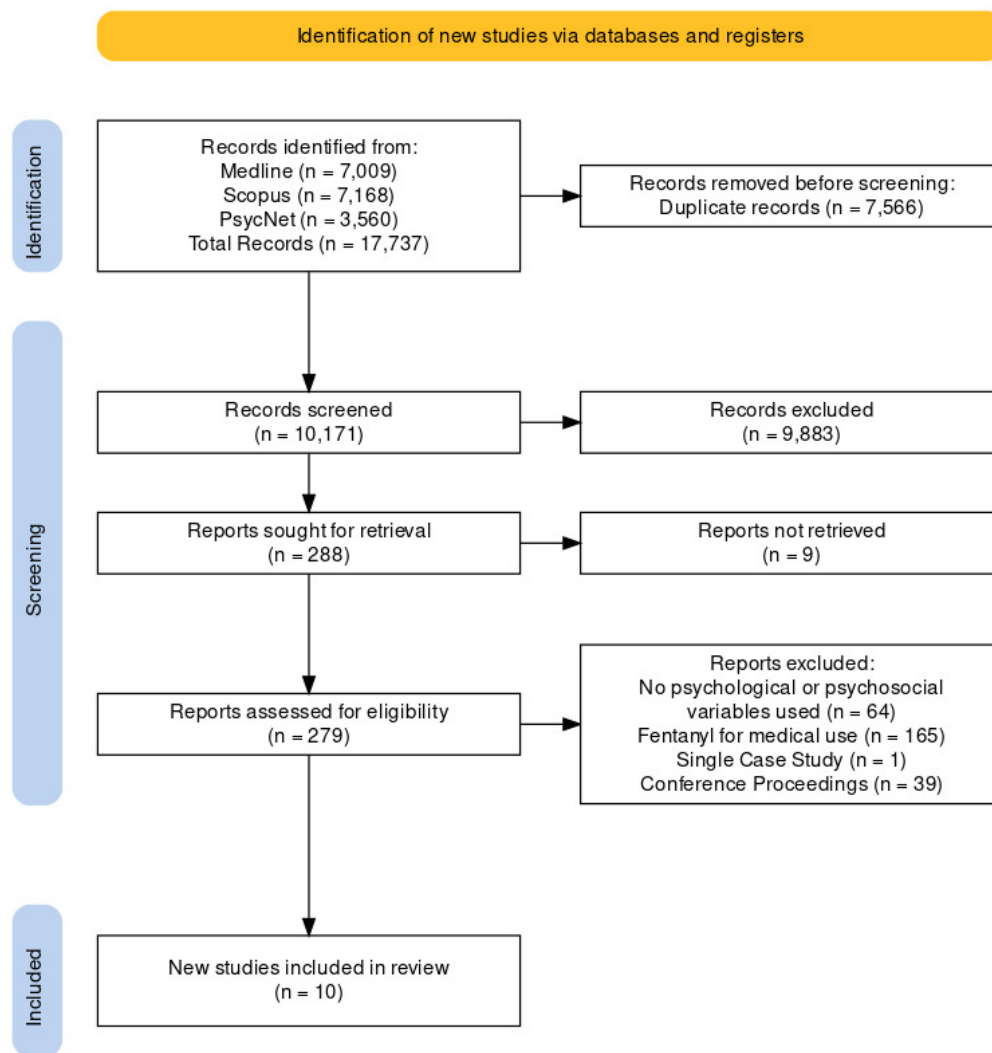 Identification of new studies via databases and registers
Identification
Records identified from:
Medline (n = 7,009)
Scopus (n = 7,168)
PsycNet (n = 3,560)
Total Records (n = 17,737)
Records removed before screening:
Duplicate records (n = 7,566)
Screening
Records screened
(n = 10,171)
Records excluded
(n = 9,883)
Reports sought for retrieval
(n = 288)
Reports not retrieved
(n = 9)
Reports assessed for eligibility
(n = 279)
Reports excluded:
No psychological or psychosocial
variables used (n = 64)
Fentanyl for medical use (n = 165)
Single Case Study (n = 1)
Conference Proceedings (n = 39)
Included
New studies included in review
(n = 10)